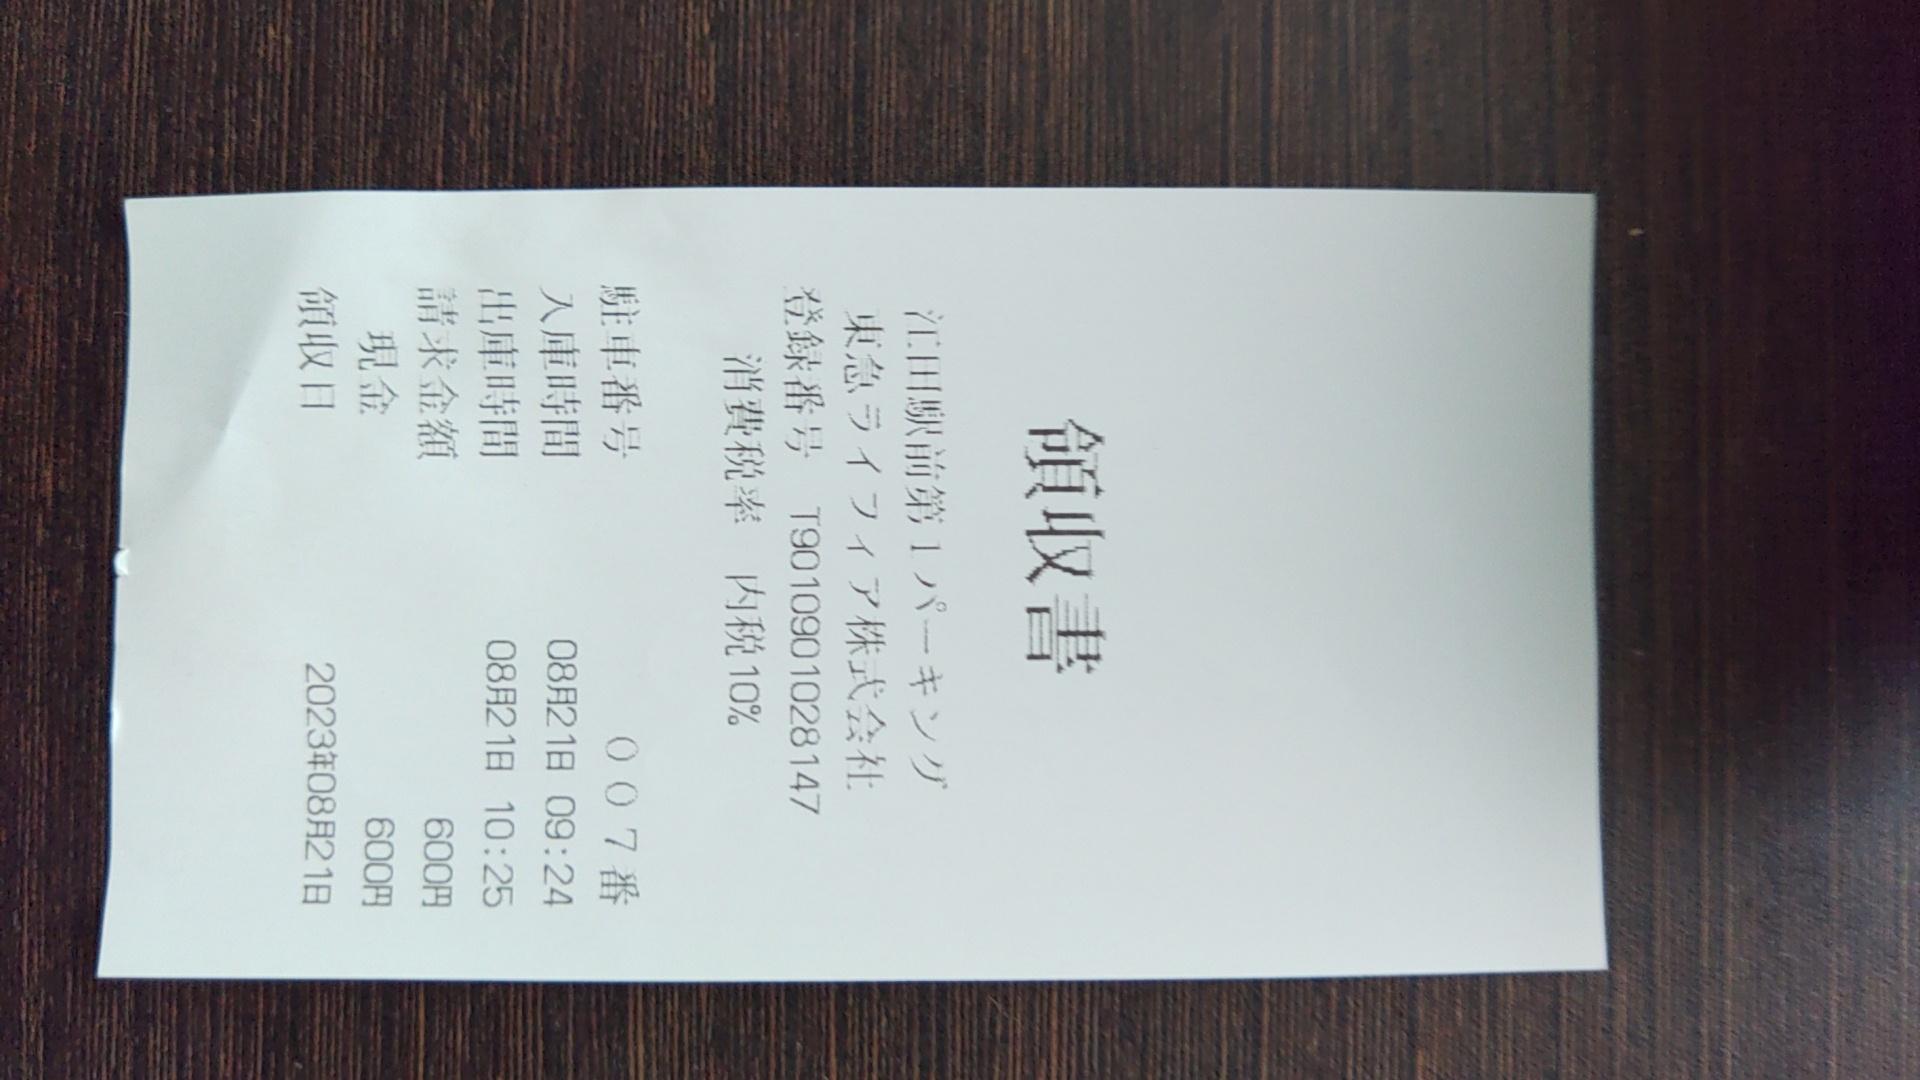 領収書
江田駅前第１パーキング
東急ライフィア株式会社
登録番号 T9010901028147
消費税率 内税10%
駐車番号 ００７番
入庫時間 08月21日 09:24
出庫時間 08月21日 10:25
請求金額 600円
現金 600円
領収日 2023年08月21日